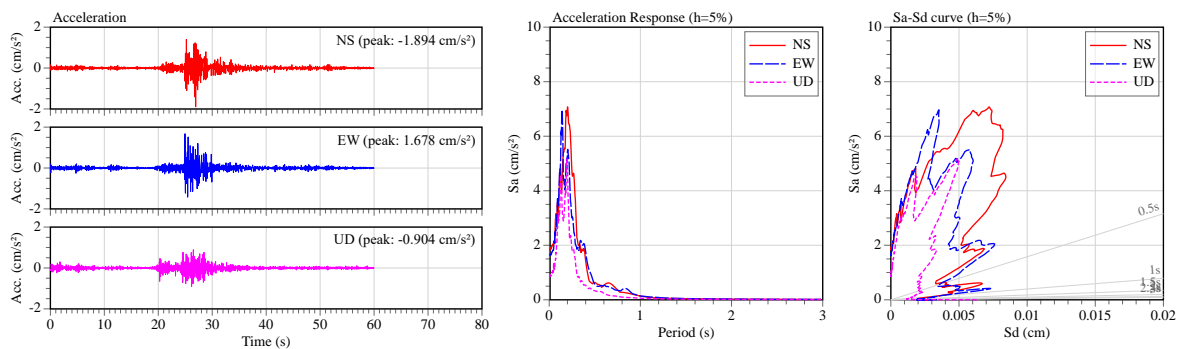 Acceleration
2
0
-2
Acc. (cm/s²)
NS (peak: -1.894 cm/s²)
2
0
-2
Acc. (cm/s²)
EW (peak: 1.678 cm/s²)
2
0
-2
Acc. (cm/s²)
UD (peak: -0.904 cm/s²)
0 10 20 30 40 50 60 70 80
Time (s)
Acceleration Response (h=5%)
10
8
6
4
2
0
Sa (cm/s²)
NS
EW
UD
0 1 2 3
Period (s)
Sa-Sd curve (h=5%)
10
8
6
4
2
0
Sa (cm/s²)
NS
EW
UD
0.5s
1s
0 0.005 0.01 0.015 0.02
Sd (cm)